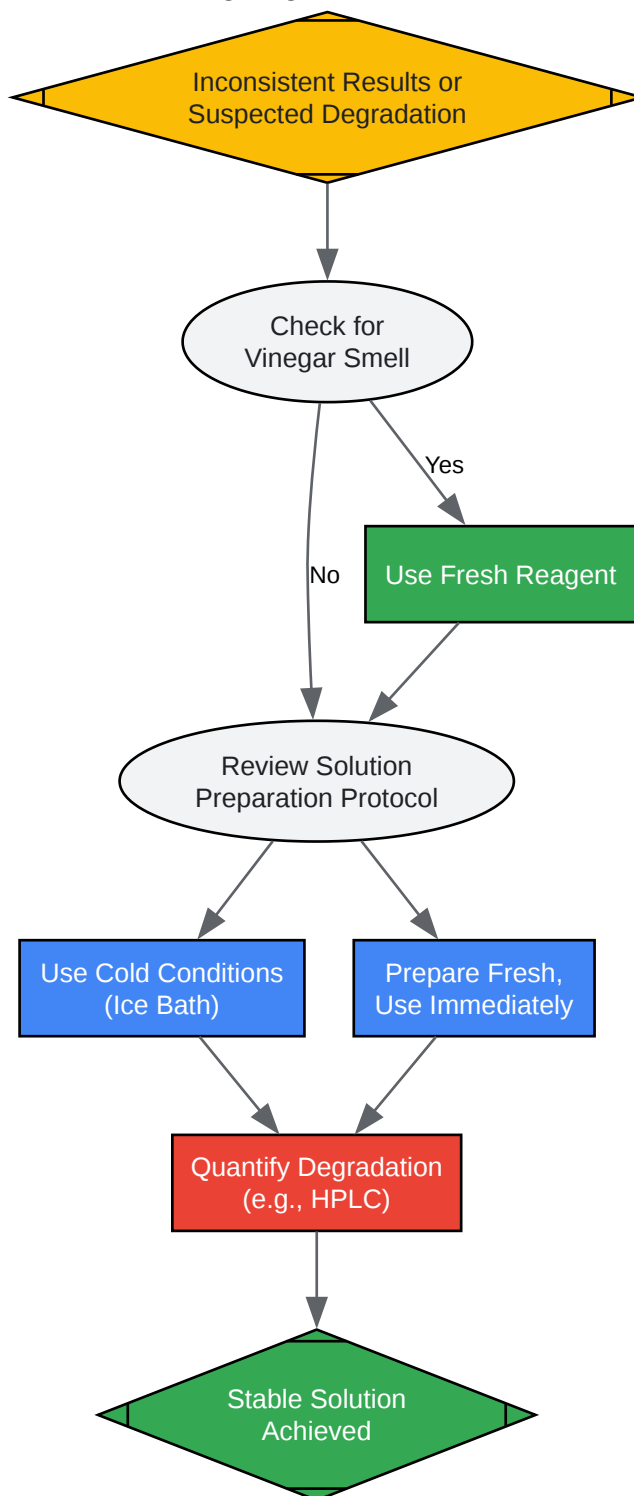 Inconsistent Results or
Suspected Degradation
Check for
Vinegar Smell
Yes
Use Fresh Reagent
No
Review Solution
Preparation Protocol
Use Cold Conditions
(Ice Bath)
Prepare Fresh,
Use Immediately
Quantify Degradation
(e.g., HPLC)
Stable Solution
Achieved